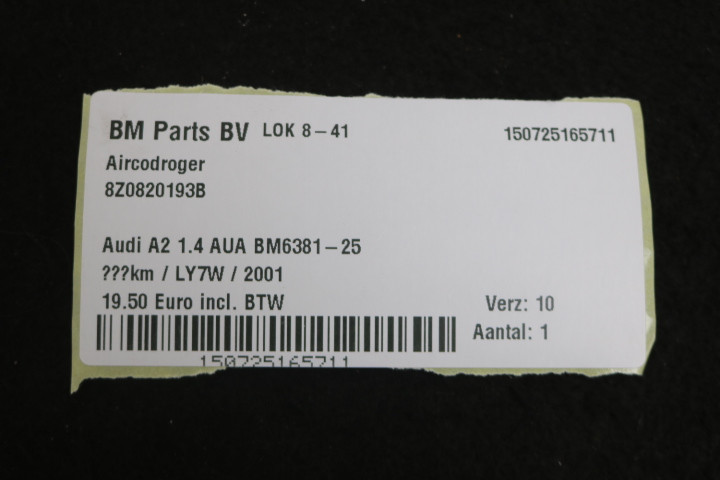 BM Parts BV LOK 8-41 150725165711
Aircodroger
8Z0820193B
Audi A2 1.4 AUA BM6381-25
???km / LY7W / 2001
19.50 Euro incl. BTW Verz: 10
Aantal: 1
150725165711